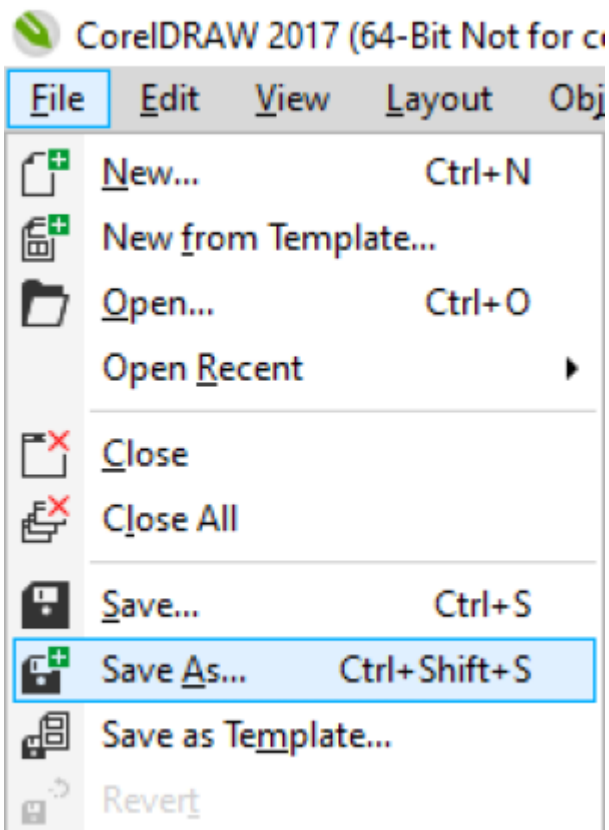 CorelDRAW 2017 (64-Bit Not for
File Edit View Layout
New... Ctrl+N
New from Template...
Open... Ctrl+O
Open Recent
Close
Close All
Save... Ctrl+S
Save As... Ctrl+Shift+S
Save as Template...
Revert